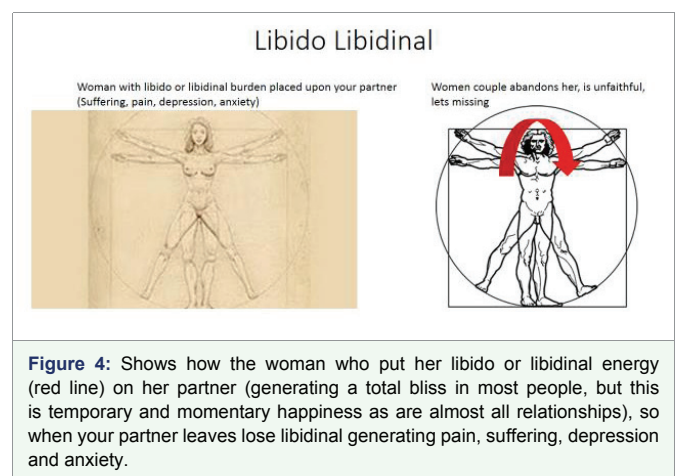 Libido Libidinal
Woman with libido or libidinal burden placed upon your partner
(Suffering, pain, depression, anxiety)
Women couple abandons her, is unfaithful,
lets missing
Figure 4: Shows how the woman who put her libido or libidinal energy
(red line) on her partner (generating a total bliss in most people, but this
is temporary and momentary happiness as are almost all relationships), so
when your partner leaves lose libidinal generating pain, suffering, depression
and anxiety.